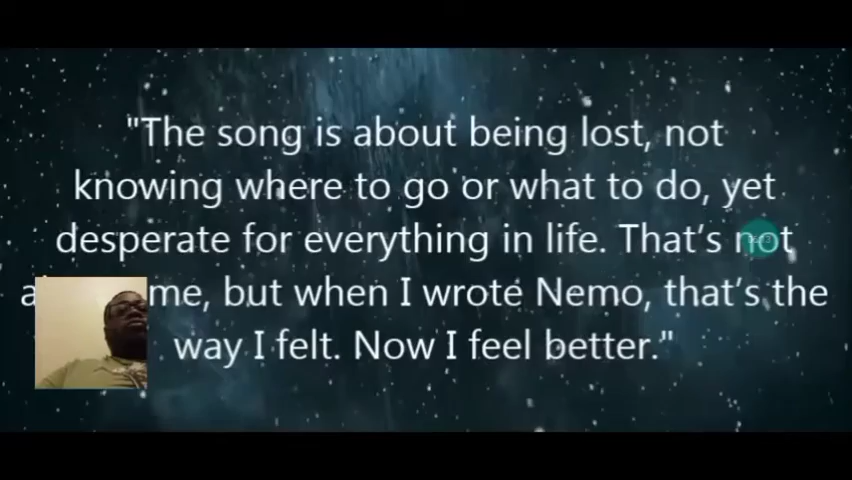 "The song is about being lost, not
knowing where to go or what to do, yet
desperate for everything in life. That's not
me, but when I wrote Nemo, that's the
way I felt. Now I feel better."